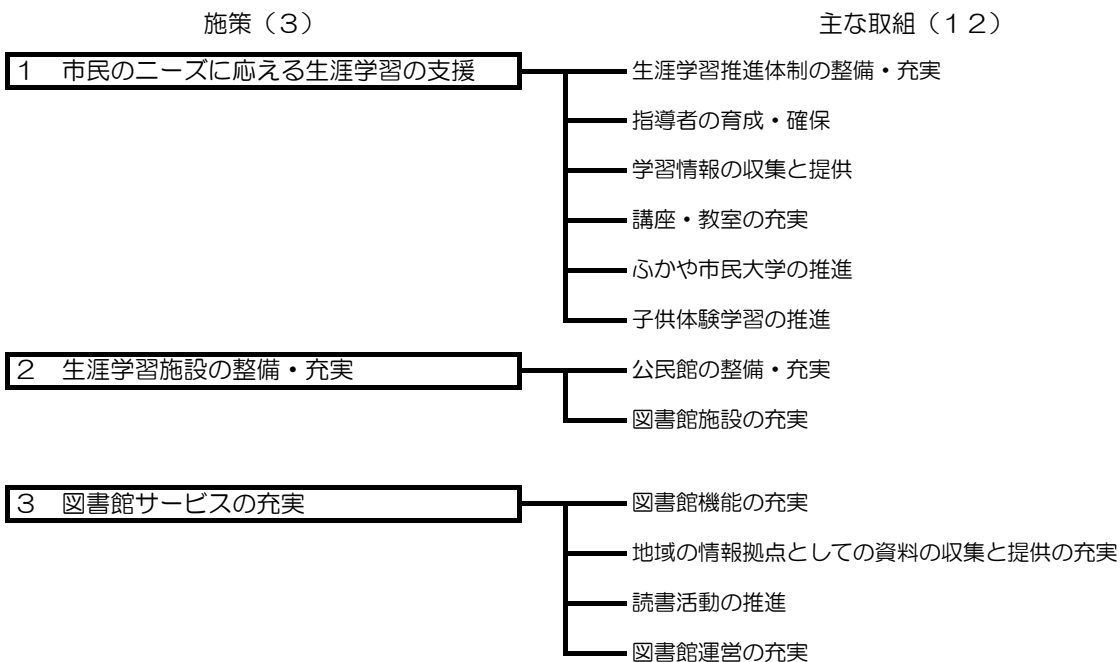 施策（３）　主な取組（１２）
１　市民のニーズに応える生涯学習の支援
生涯学習推進体制の整備・充実
指導者の育成・確保
学習情報の収集と提供
講座・教室の充実
ふかや市民大学の推進
子供体験学習の推進
２　生涯学習施設の整備・充実
公民館の整備・充実
図書館施設の充実
３　図書館サービスの充実
図書館機能の充実
地域の情報拠点としての資料の収集と提供の充実
読書活動の推進
図書館運営の充実